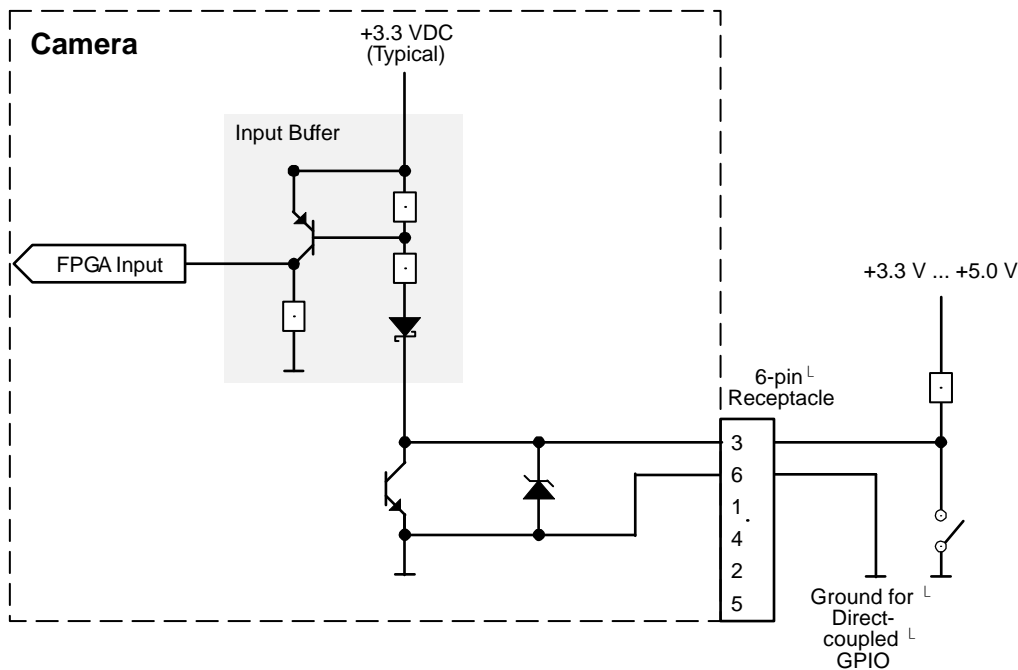 Camera
+3.3 VDC
(Typical)
Input Buffer
FPGA Input
+3.3 V ... +5.0 V
6-pin
Receptacle
3
6
1
4
2
5
Ground for
Direct-
coupled
GPIO